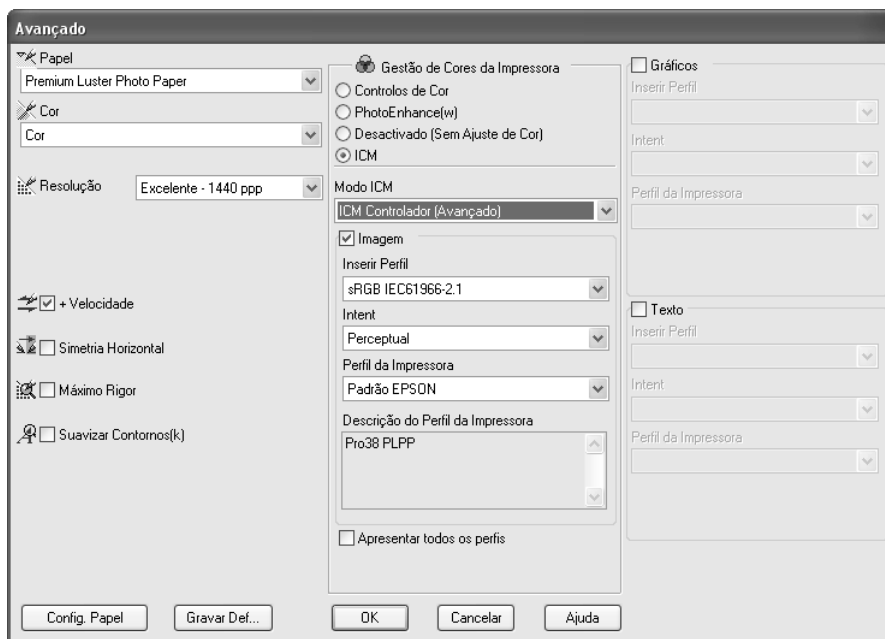 Avançado
Papel
Premium Luster Photo Paper
Cor
Cor
Resolução
Excelente - 1440 ppp
+ Velocidade
Simetria Horizontal
Máximo Rigor
Suavizar Contornos(k)
Gestão de Cores da Impressora
Controlos de Cor
PhotoEnhance(w)
Desactivado (Sem Ajuste de Cor)
ICM
Modo ICM
ICM Controlador (Avançado)
Imagem
Inserir Perfil
sRGB IEC61966-2.1
Intent
Perceptual
Perfil da Impressora
Padrão EPSON
Descrição do Perfil da Impressora
Pro38 PLPP
Apresentar todos os perfis
Gráficos
Inserir Perfil
Intent
Perfil da Impressora
Texto
Inserir Perfil
Intent
Perfil da Impressora
Config. Papel
Gravar Def...
OK
Cancelar
Ajuda